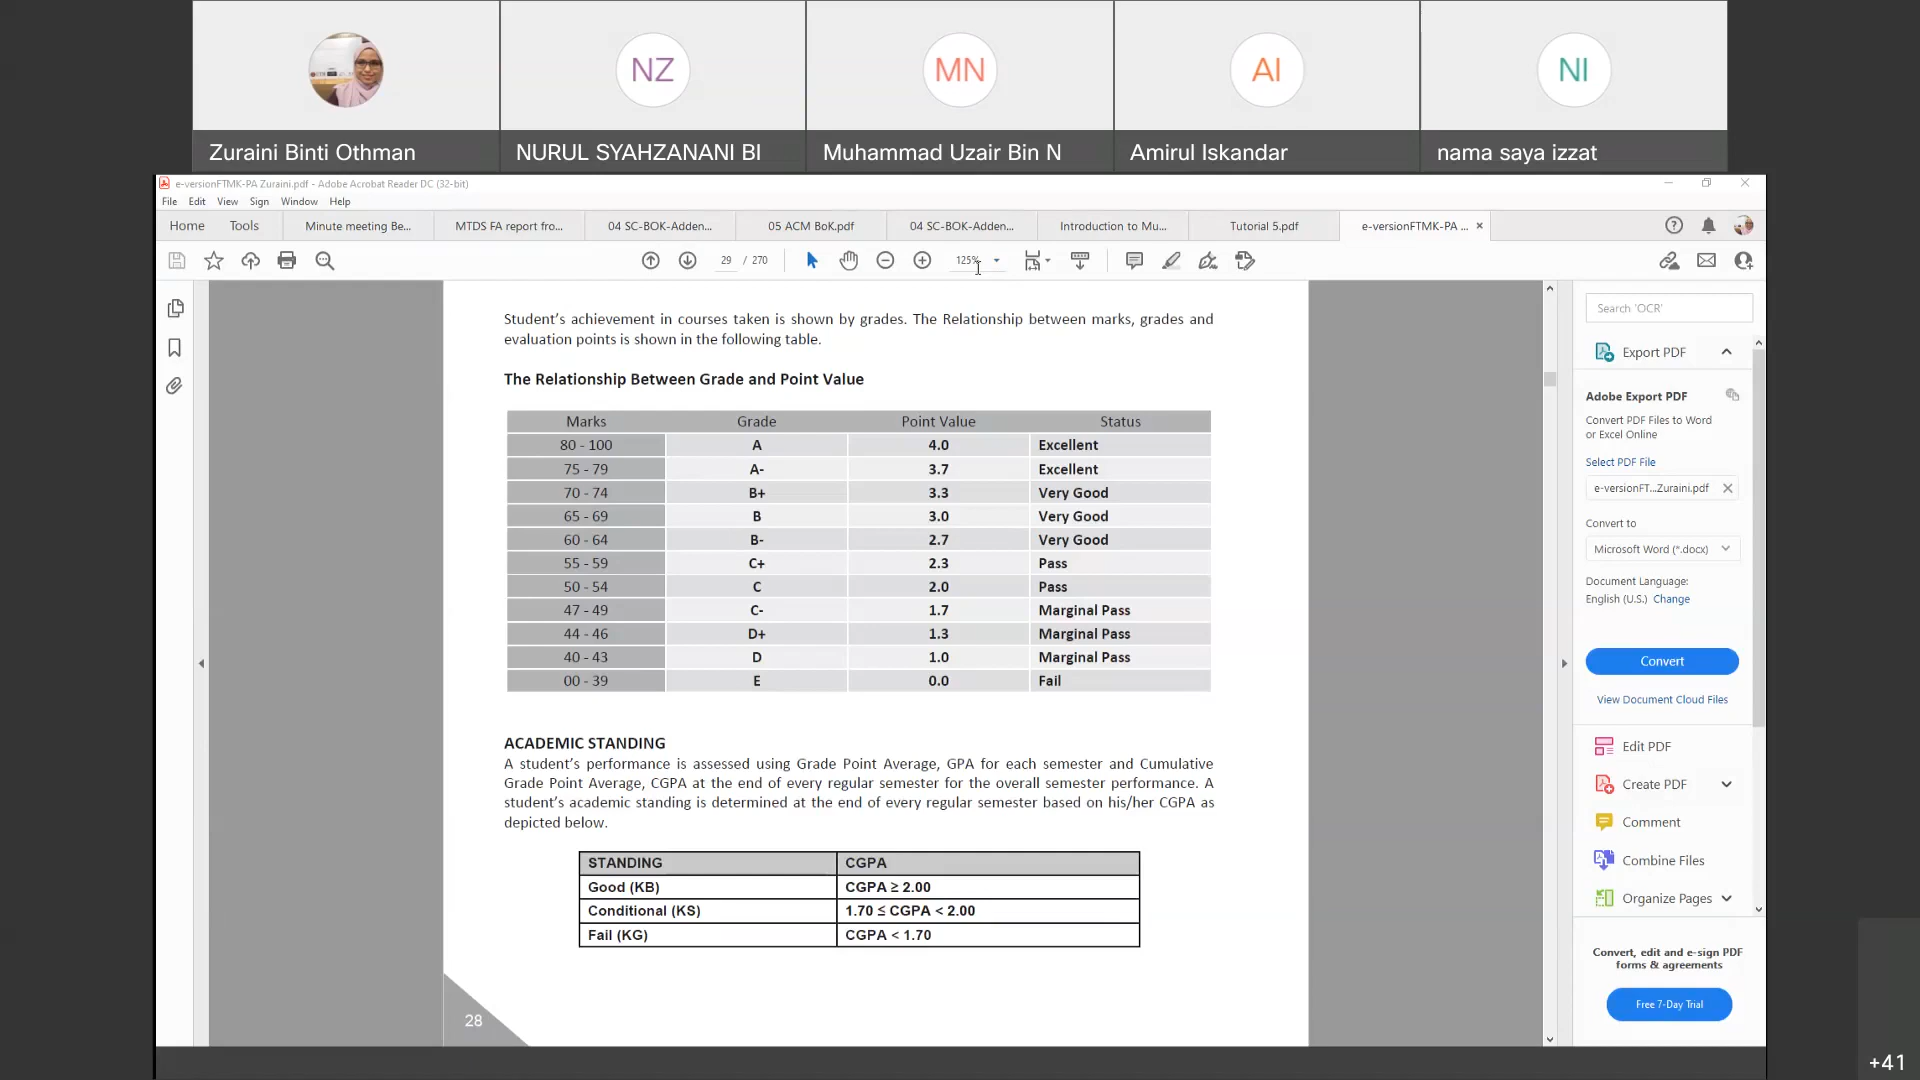 NZ
MN
AI
NI
Zuraini Binti Othman
NURUL SYAHZANANI BI
Muhammad Uzair Bin N
Amirul Iskandar
nama saya izzat
e-versionFTMK-PA Zuraini.pdf - Adobe Acrobat Reader DC (32-bit)
File Edit View Sign Window Help
Home Tools Minute meeting Be... MTDS FA report fro... 04 SC-BOK-Adden... 05 ACM BoK.pdf 04 SC-BOK-Adden... Introduction to Mu... Tutorial 5.pdf e-versionFTMK-PA ... ×
29 / 270 125%
Student's achievement in courses taken is shown by grades. The Relationship between marks, grades and
evaluation points is shown in the following table.
The Relationship Between Grade and Point Value
Marks Grade Point Value Status
80 - 100 A 4.0 Excellent
75 - 79 A- 3.7 Excellent
70 - 74 B+ 3.3 Very Good
65 - 69 B 3.0 Very Good
60 - 64 B- 2.7 Very Good
55 - 59 C+ 2.3 Pass
50 - 54 C 2.0 Pass
47 - 49 C- 1.7 Marginal Pass
44 - 46 D+ 1.3 Marginal Pass
40 - 43 D 1.0 Marginal Pass
00 - 39 E 0.0 Fail
ACADEMIC STANDING
A student's performance is assessed using Grade Point Average, GPA for each semester and Cumulative
Grade Point Average, CGPA at the end of every regular semester for the overall semester performance. A
student's academic standing is determined at the end of every regular semester based on his/her CGPA as
depicted below.
STANDING CGPA
Good (KB) CGPA ≥ 2.00
Conditional (KS) 1.70 ≤ CGPA < 2.00
Fail (KG) CGPA < 1.70
28
Search 'OCR'
Export PDF
Adobe Export PDF
Convert PDF Files to Word
or Excel Online
Select PDF File
e-versionFT...Zuraini.pdf
Convert to
Microsoft Word (*.docx)
Document Language:
English (U.S.) Change
Convert
View Document Cloud Files
Edit PDF
Create PDF
Comment
Combine Files
Organize Pages
Convert, edit and e-sign PDF
forms & agreements
Free 7-Day Trial
+41